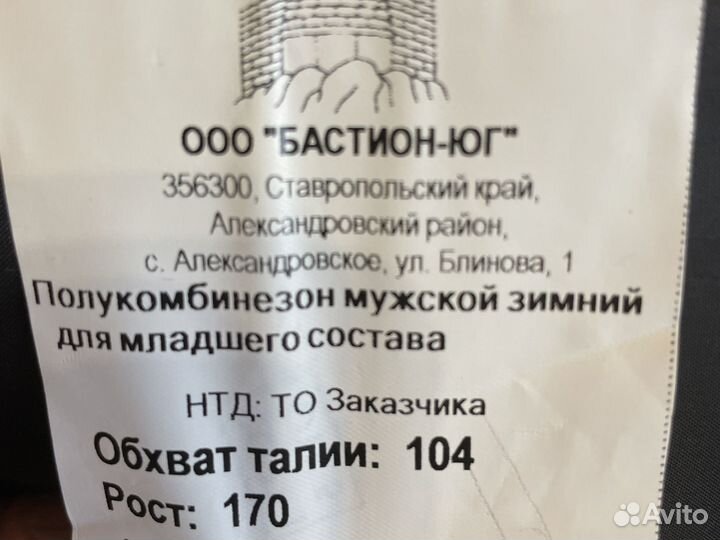 ООО "БАСТИОН-ЮГ"
356300, Ставропольский край,
Александровский район,
с. Александровское, ул. Блинова, 1
Полукомбинезон мужской зимний
для младшего состава
НТД: ТО Заказчика
Обхват талии: 104
Рост: 170
Avito